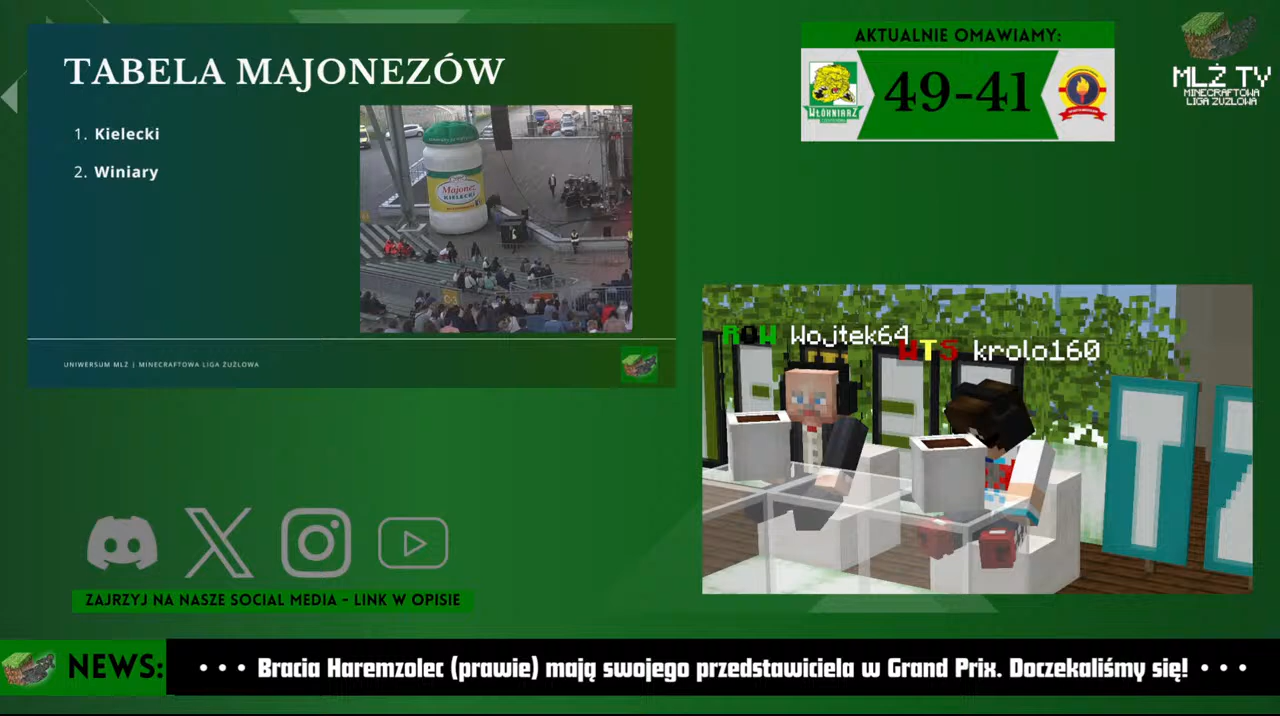 TABELA MAJONEZÓW
1. Kielecki
2. Winiary
Majonez
KIELECKI
UNIWERSUM MLŻ | MINECRAFTOWA LIGA ŻUŻLOWA
AKTUALNIE OMAWIAMY:
WŁÓKNIARZ
49-41
MLŻ TV
MINECRAFTOWA
LIGA ŻUŻLOWA
ROW Wojtek64
WTS krolo160
T
ZAJRZYJ NA NASZE SOCIAL MEDIA - LINK W OPISIE
NEWS:
• • • Bracia Haremzolec (prawie) mają swojego przedstawiciela w Grand Prix. Doczekaliśmy się! • • •